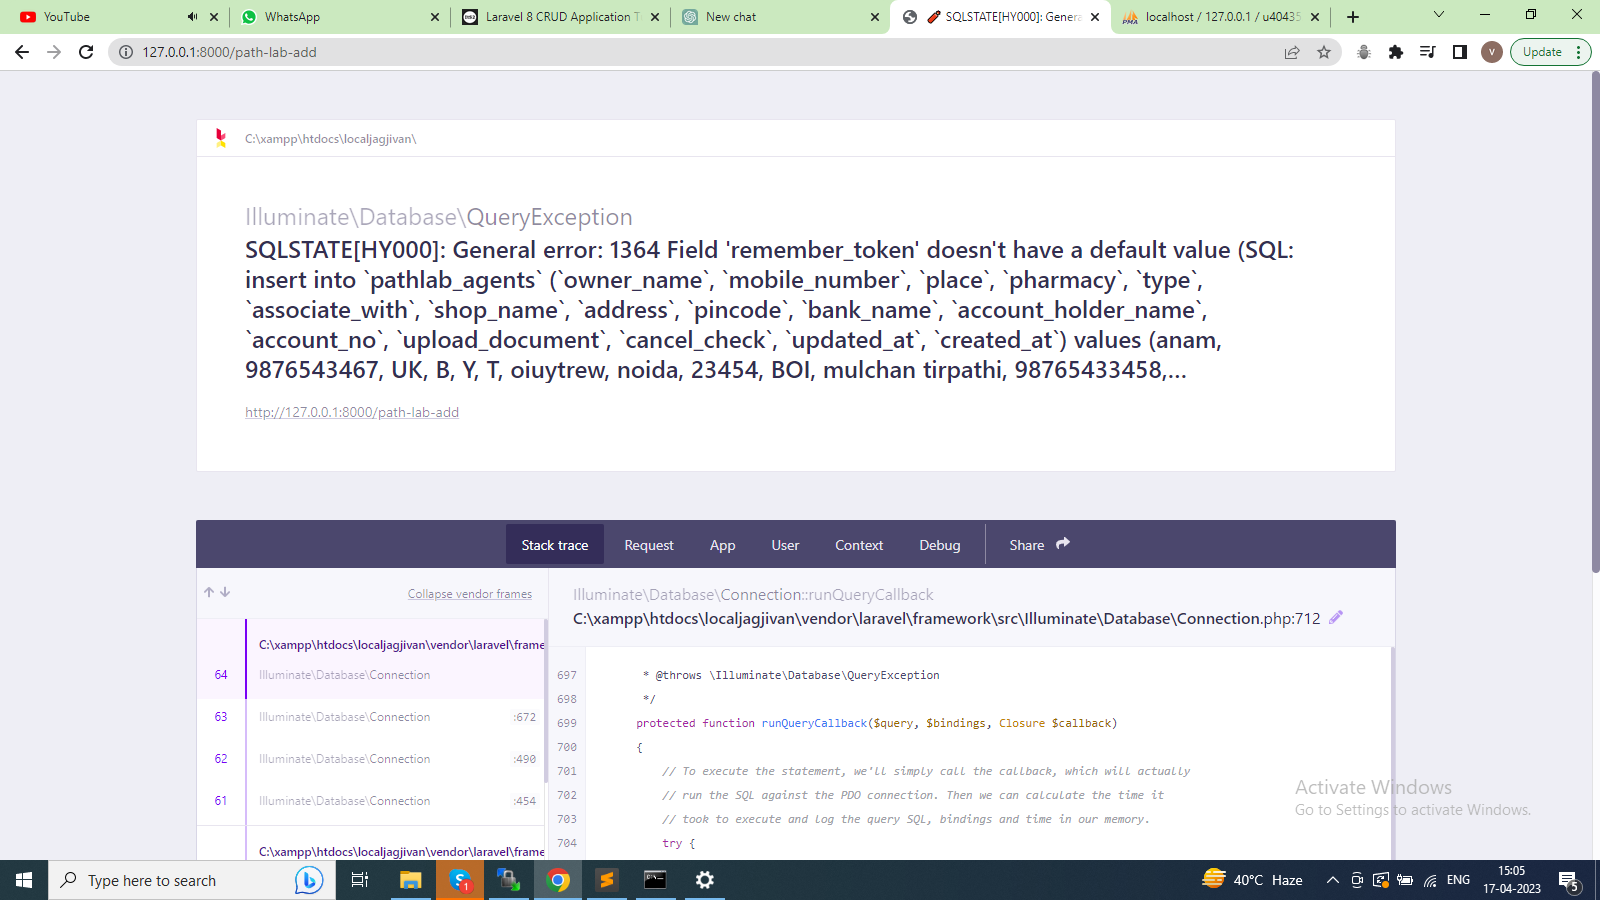 YouTube
WhatsApp
Laravel 8 CRUD Application T
New chat
SQLSTATE[HY000]: Genera
localhost / 127.0.0.1 / u40435
127.0.0.1:8000/path-lab-add
V
Update
C:\xampp\htdocs\localjagjivan\
Illuminate\Database\QueryException
SQLSTATE[HY000]: General error: 1364 Field 'remember_token' doesn't have a default value (SQL:
insert into `pathlab_agents` (`owner_name`, `mobile_number`, `place`, `pharmacy`, `type`,
`associate_with`, `shop_name`, `address`, `pincode`, `bank_name`, `account_holder_name`,
`account_no`, `upload_document`, `cancel_check`, `updated_at`, `created_at`) values (anam,
9876543467, UK, B, Y, T, oiuytrew, noida, 23454, BOI, mulchan tirpathi, 98765433458,...
http://127.0.0.1:8000/path-lab-add
Stack trace
Request
App
User
Context
Debug
Share
Collapse vendor frames
C:\xampp\htdocs\localjagjivan\vendor\laravel\frame
64 Illuminate\Database\Connection
63 Illuminate\Database\Connection :672
62 Illuminate\Database\Connection :490
61 Illuminate\Database\Connection :454
C:\xampp\htdocs\localjagjivan\vendor\laravel\frame
Illuminate\Database\Connection::runQueryCallback
C:\xampp\htdocs\localjagjivan\vendor\laravel\framework\src\Illuminate\Database\Connection.php:712
697 * @throws \Illuminate\Database\QueryException
698 */
699 protected function runQueryCallback($query, $bindings, Closure $callback)
700 {
701 // To execute the statement, we'll simply call the callback, which will actually
702 // run the SQL against the PDO connection. Then we can calculate the time it
703 // took to execute and log the query SQL, bindings and time in our memory.
704 try {
Activate Windows
Go to Settings to activate Windows.
Type here to search
1
40°C Haze
ENG
15:05
17-04-2023
5